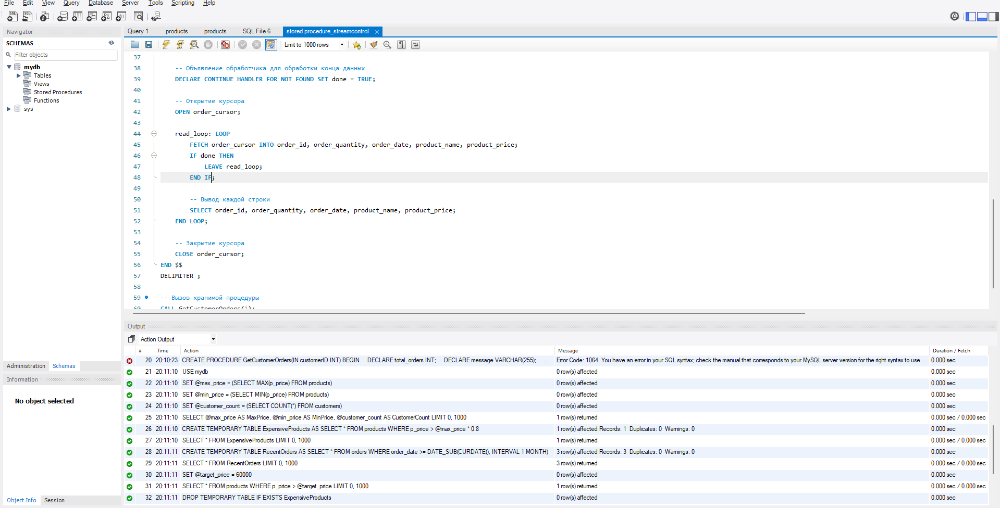 File Edit View Query Database Server Tools Scripting Help
Navigator
SCHEMAS
Filter objects
mydb
Tables
Views
Stored Procedures
Functions
sys
Administration Schemas
Information
No object selected
Object Info Session
Query 1 products products SQL File 6 stored procedure_streamcontrol
Limit to 1000 rows
37
38 -- Объявление обработчика для обработки конца данных
39 DECLARE CONTINUE HANDLER FOR NOT FOUND SET done = TRUE;
40
41 -- Открытие курсора
42 OPEN order_cursor;
43
44 read_loop: LOOP
45 FETCH order_cursor INTO order_id, order_quantity, order_date, product_name, product_price;
46 IF done THEN
47 LEAVE read_loop;
48 END IF;
49
50 -- Вывод каждой строки
51 SELECT order_id, order_quantity, order_date, product_name, product_price;
52 END LOOP;
53
54 -- Закрытие курсора
55 CLOSE order_cursor;
56 END $$
57 DELIMITER ;
58
59 -- Вызов хранимой процедуры
60 CALL GetCustomerOrders(1);
Output
Action Output
# Time Action Message Duration / Fetch
20 20:10:23 CREATE PROCEDURE GetCustomerOrders(IN customerID INT) BEGIN DECLARE total_orders INT; DECLARE message VARCHAR(255); ... Error Code: 1064. You have an error in your SQL syntax; check the manual that corresponds to your MySQL server version for the right syntax to use ... 0.000 sec
21 20:11:10 USE mydb 0 row(s) affected 0.000 sec
22 20:11:10 SET @max_price = (SELECT MAX(p_price) FROM products) 0 row(s) affected 0.000 sec
23 20:11:10 SET @min_price = (SELECT MIN(p_price) FROM products) 0 row(s) affected 0.000 sec
24 20:11:10 SET @customer_count = (SELECT COUNT(*) FROM customers) 0 row(s) affected 0.000 sec
25 20:11:10 SELECT @max_price AS MaxPrice, @min_price AS MinPrice, @customer_count AS CustomerCount LIMIT 0, 1000 1 row(s) returned 0.000 sec / 0.000 sec
26 20:11:10 CREATE TEMPORARY TABLE ExpensiveProducts AS SELECT * FROM products WHERE p_price > @max_price * 0.8 1 row(s) affected Records: 1 Duplicates: 0 Warnings: 0 0.000 sec
27 20:11:10 SELECT * FROM ExpensiveProducts LIMIT 0, 1000 1 row(s) returned 0.000 sec / 0.000 sec
28 20:11:11 CREATE TEMPORARY TABLE RecentOrders AS SELECT * FROM orders WHERE order_date >= DATE_SUB(CURDATE(), INTERVAL 1 MONTH) 3 row(s) affected Records: 3 Duplicates: 0 Warnings: 0 0.000 sec
29 20:11:11 SELECT * FROM RecentOrders LIMIT 0, 1000 3 row(s) returned 0.000 sec / 0.000 sec
30 20:11:11 SET @target_price = 60000 0 row(s) affected 0.000 sec
31 20:11:11 SELECT * FROM products WHERE p_price > @target_price LIMIT 0, 1000 1 row(s) returned 0.000 sec / 0.000 sec
32 20:11:11 DROP TEMPORARY TABLE IF EXISTS ExpensiveProducts 0 row(s) affected 0.000 sec